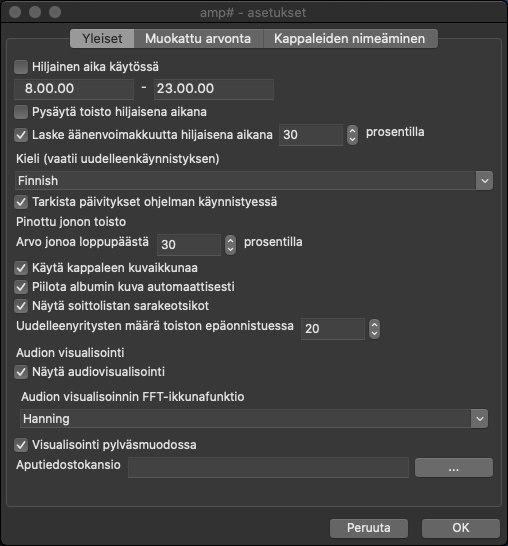 amp# - asetukset
Yleiset Muokattu arvonta Kappaleiden nimeäminen
Hiljainen aika käytössä
8.00.00 - 23.00.00
Pysäytä toisto hiljaisena aikana
Laske äänenvoimakkuutta hiljaisena aikana 30 prosentilla
Kieli (vaatii uudelleenkäynnistyksen)
Finnish
Tarkista päivitykset ohjelman käynnistyessä
Pinottu jonon toisto
Arvo jonoa loppupäästä 30 prosentilla
Käytä kappaleen kuvaikkunaa
Piilota albumin kuva automaattisesti
Näytä soittolistan sarakeotsikot
Uudelleenyritysten määrä toiston epäonnistuessa 20
Audion visualisointi
Näytä audiovisualisointi
Audion visualisoinnin FFT-ikkunafunktio
Hanning
Visualisointi pylväsmuodossa
Aputiedostokansio ...
Peruuta OK